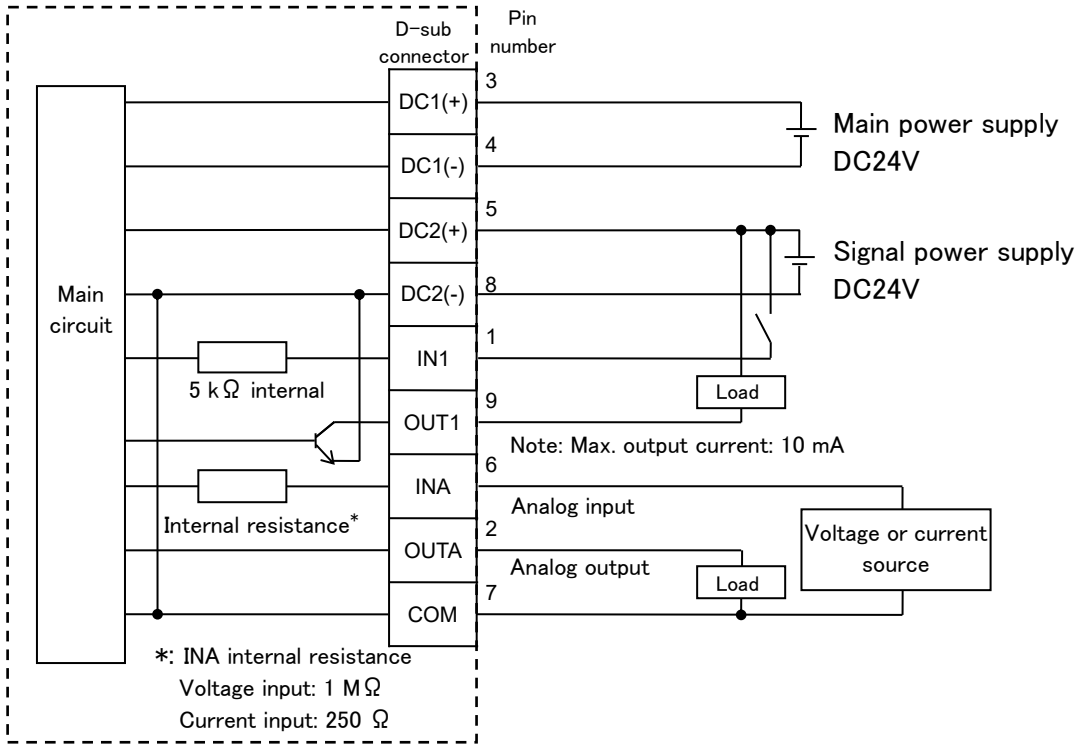 D-sub
connector
Pin
number
Main
circuit
DC1(+)
3
DC1(-)
4
Main power supply
DC24V
DC2(+)
5
DC2(-)
8
Signal power supply
DC24V
5 kΩ internal
IN1
1
OUT1
9
Load
Note: Max. output current: 10 mA
Internal resistance*
INA
6
Analog input
OUTA
2
Analog output
Load
Voltage or current
source
COM
7
*: INA internal resistance
Voltage input: 1 MΩ
Current input: 250 Ω